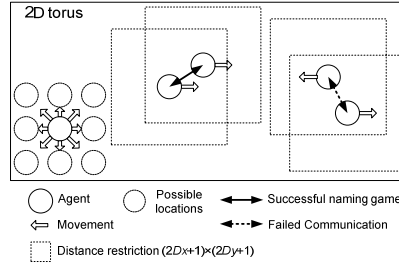 2D torus
Agent
Possible locations
Successful naming game
Movement
Failed Communication
Distance restriction (2Dx+1)×(2Dy+1)